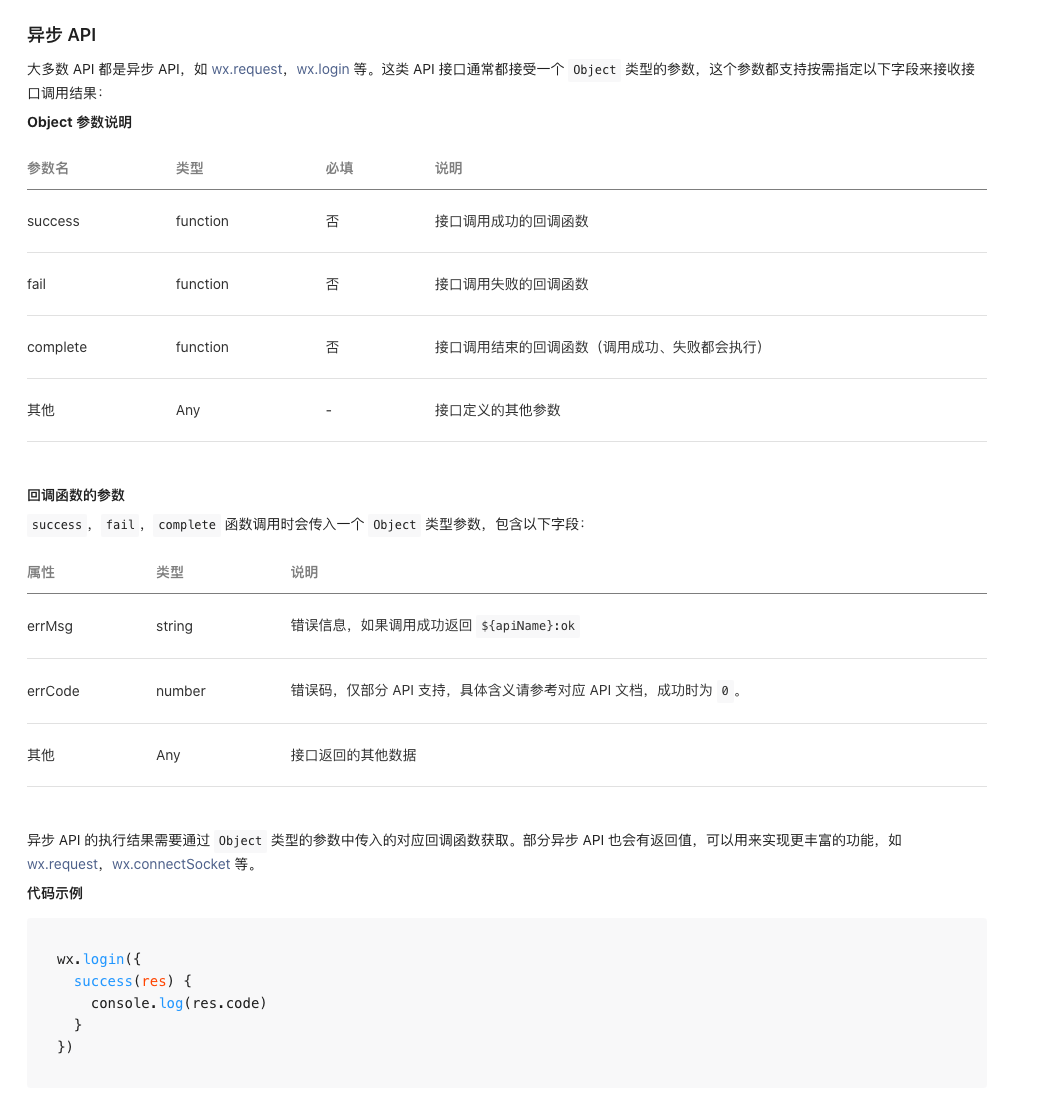 异步 API
大多数 API 都是异步 API，如 wx.request，wx.login 等。这类 API 接口通常都接受一个 Object 类型的参数，这个参数都支持按需指定以下字段来接收接
口调用结果：
Object 参数说明
参数名 类型 必填 说明
success function 否 接口调用成功的回调函数
fail function 否 接口调用失败的回调函数
complete function 否 接口调用结束的回调函数（调用成功、失败都会执行）
其他 Any - 接口定义的其他参数
回调函数的参数
success，fail，complete 函数调用时会传入一个 Object 类型参数，包含以下字段：
属性 类型 说明
errMsg string 错误信息，如果调用成功返回 ${apiName}:ok
errCode number 错误码，仅部分 API 支持，具体含义请参考对应 API 文档，成功时为 0。
其他 Any 接口返回的其他数据
异步 API 的执行结果需要通过 Object 类型的参数中传入的对应回调函数获取。部分异步 API 也会有返回值，可以用来实现更丰富的功能，如
wx.request，wx.connectSocket 等。
代码示例
wx.login({
  success(res) {
    console.log(res.code)
  }
})